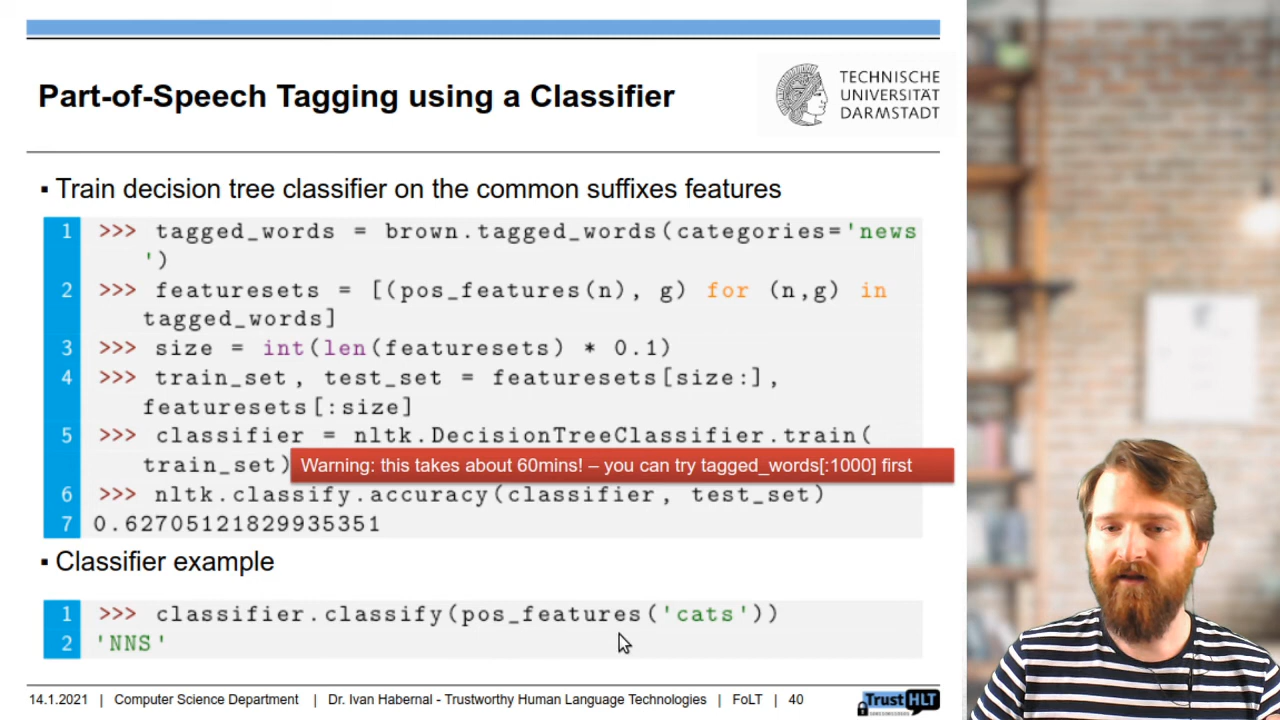 Part-of-Speech Tagging using a Classifier
TECHNISCHE
UNIVERSITÄT
DARMSTADT
▪ Train decision tree classifier on the common suffixes features
1 >>> tagged_words = brown.tagged_words(categories='news
')
2 >>> featuresets = [(pos_features(n), g) for (n,g) in
tagged_words]
3 >>> size = int(len(featuresets) * 0.1)
4 >>> train_set, test_set = featuresets[size:],
featuresets[:size]
5 >>> classifier = nltk.DecisionTreeClassifier.train(
train_set)
Warning: this takes about 60mins! – you can try tagged_words[:1000] first
6 >>> nltk.classify.accuracy(classifier, test_set)
7 0.62705121829935351
▪ Classifier example
1 >>> classifier.classify(pos_features('cats'))
2 'NNS'
14.1.2021 | Computer Science Department | Dr. Ivan Habernal - Trustworthy Human Language Technologies | FoLT | 40
TrustHLT